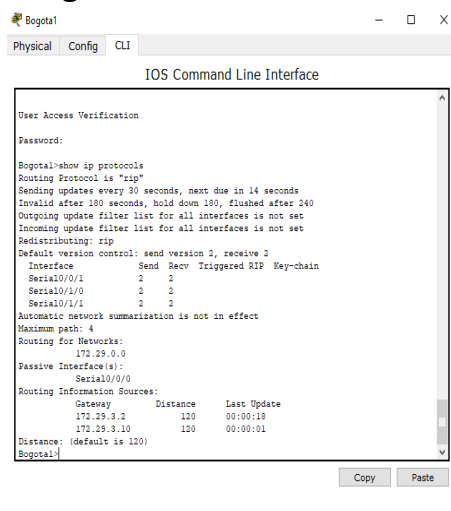 Bogota1
Physical Config CLI
IOS Command Line Interface
User Access Verification
Password:
Bogota1>show ip protocols
Routing Protocol is "rip"
Sending updates every 30 seconds, next due in 14 seconds
Invalid after 180 seconds, hold down 180, flushed after 240
Outgoing update filter list for all interfaces is not set
Incoming update filter list for all interfaces is not set
Redistributing: rip
Default version control: send version 2, receive 2
Interface Send Recv Triggered RIP Key-chain
Serial0/0/1 2 2
Serial0/1/0 2 2
Serial0/1/1 2 2
Automatic network summarization is not in effect
Maximum path: 4
Routing for Networks:
172.29.0.0
Passive Interface(s):
Serial0/0/0
Routing Information Sources:
Gateway Distance Last Update
172.29.3.2 120 00:00:18
172.29.3.10 120 00:00:01
Distance: (default is 120)
Bogota1>
Copy Paste